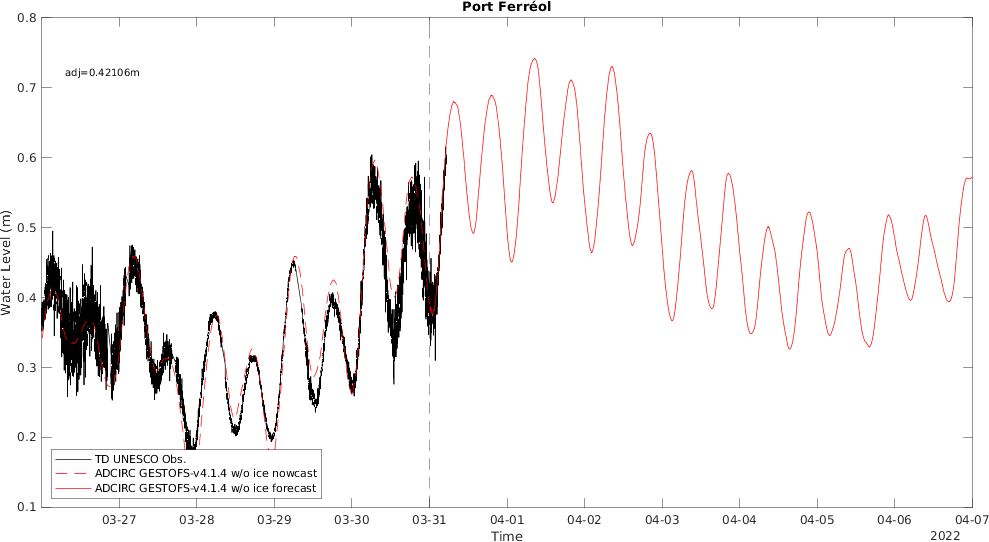 Port Ferréol
adj=0.42106m
Water Level (m)
0.8
0.7
0.6
0.5
0.4
0.3
0.2
0.1
TD UNESCO Obs.
ADCIRC GESTOFS-v4.1.4 w/o ice nowcast
ADCIRC GESTOFS-v4.1.4 w/o ice forecast
03-27 03-28 03-29 03-30 03-31 04-01 04-02 04-03 04-04 04-05 04-06 04-07
Time
2022